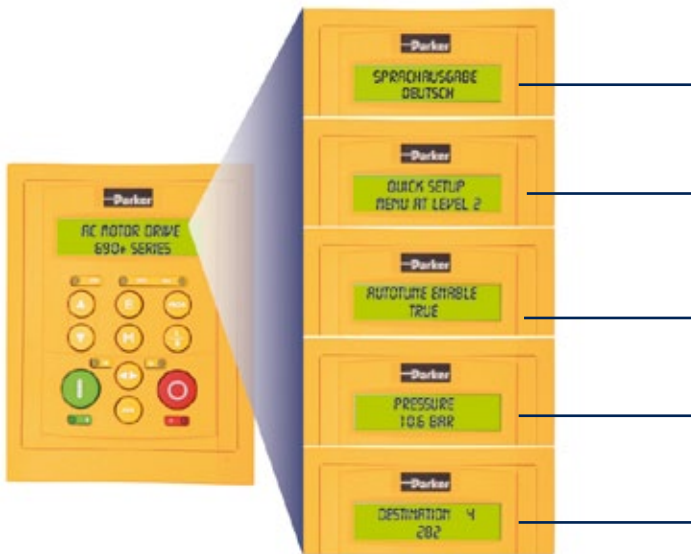 Parker
AC MOTOR DRIVE
690+ SERIES
M
Parker
SPRACHAUSGABE
DEUTSCH
Parker
QUICK SETUP
MENU AT LEVEL 2
Parker
AUTOTUNE ENABLE
TRUE
Parker
PRESSURE
10.6 BAR
Parker
DESTINATION 4
282